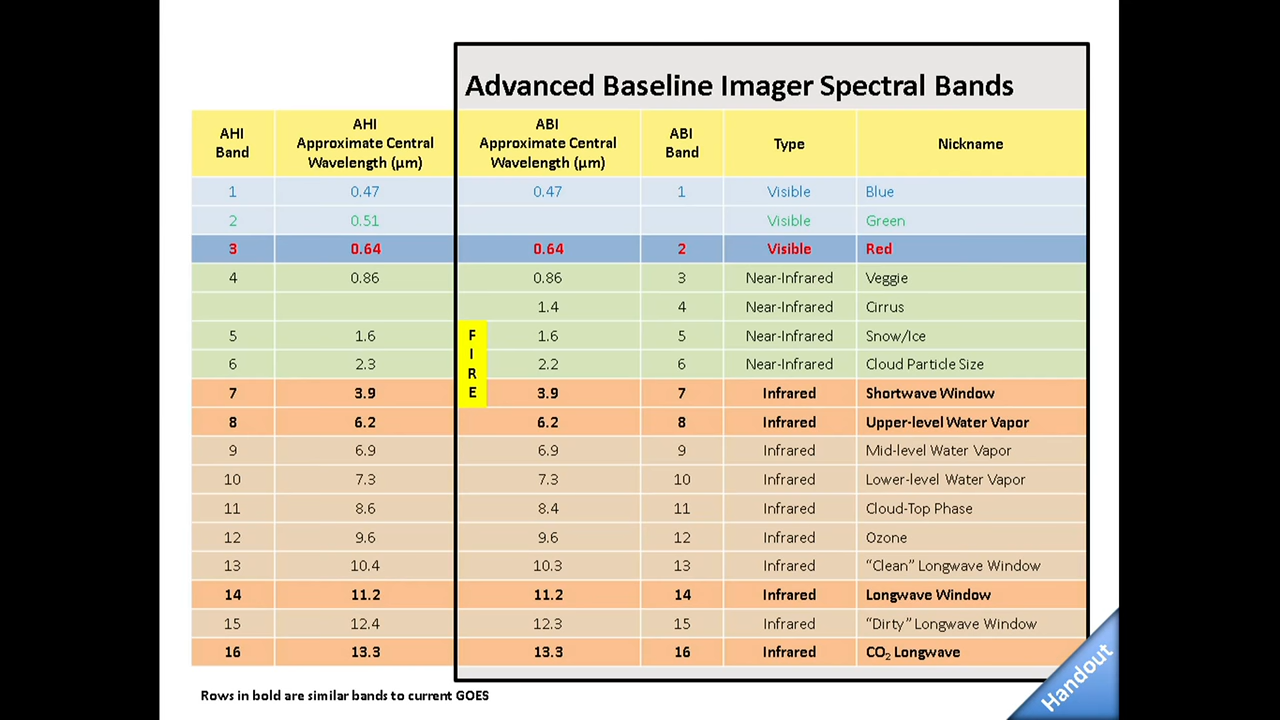 Advanced Baseline Imager Spectral Bands
AHI Band AHI Approximate Central Wavelength (µm) ABI Approximate Central Wavelength (µm) ABI Band Type Nickname
1 0.47 0.47 1 Visible Blue
2 0.51 Visible Green
3 0.64 0.64 2 Visible Red
4 0.86 0.86 3 Near-Infrared Veggie
1.4 4 Near-Infrared Cirrus
5 1.6 1.6 5 Near-Infrared Snow/Ice
6 2.3 2.2 6 Near-Infrared Cloud Particle Size
7 3.9 3.9 7 Infrared Shortwave Window
FIRE
8 6.2 6.2 8 Infrared Upper-level Water Vapor
9 6.9 6.9 9 Infrared Mid-level Water Vapor
10 7.3 7.3 10 Infrared Lower-level Water Vapor
11 8.6 8.4 11 Infrared Cloud-Top Phase
12 9.6 9.6 12 Infrared Ozone
13 10.4 10.3 13 Infrared “Clean” Longwave Window
14 11.2 11.2 14 Infrared Longwave Window
15 12.4 12.3 15 Infrared “Dirty” Longwave Window
16 13.3 13.3 16 Infrared CO₂ Longwave
Rows in bold are similar bands to current GOES
Handout